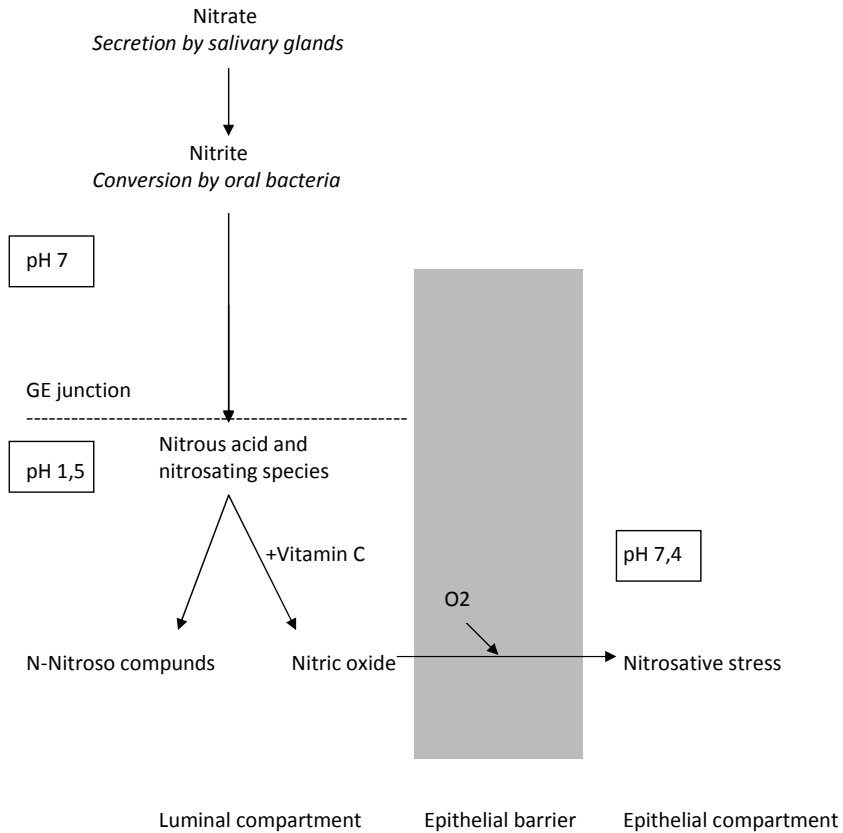 Nitrate
Secretion by salivary glands
Nitrite
Conversion by oral bacteria
pH 7
GE junction
Nitrous acid and
nitrosating species
pH 1,5
+Vitamin C
pH 7,4
O2
N-Nitroso compunds
Nitric oxide
Nitrosative stress
Luminal compartment
Epithelial barrier
Epithelial compartment